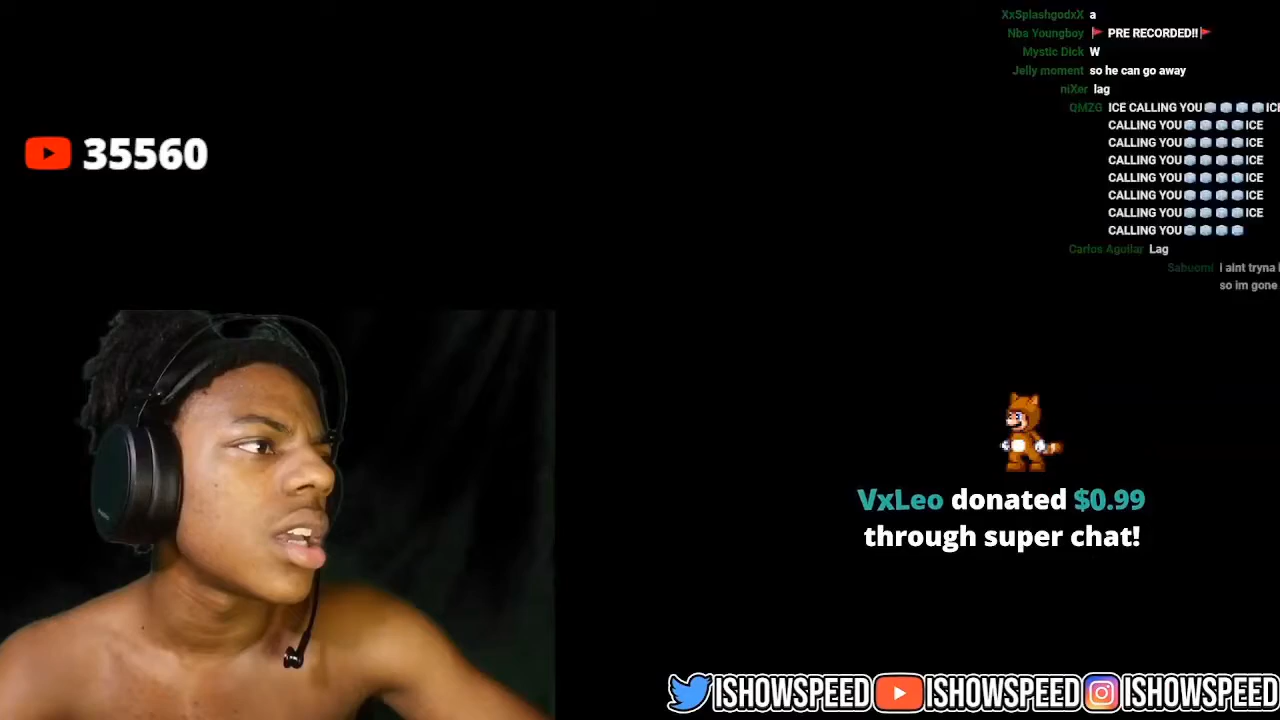 XxSplashgodxX a
Nba Youngboy 🚩 PRE RECORDED!!🚩
Mystic Dick W
Jelly moment so he can go away
niXer lag
QMZG ICE CALLING YOU🧊🧊🧊🧊ICE
CALLING YOU🧊🧊🧊🧊ICE
CALLING YOU🧊🧊🧊🧊ICE
CALLING YOU🧊🧊🧊🧊ICE
CALLING YOU🧊🧊🧊🧊ICE
CALLING YOU🧊🧊🧊🧊ICE
CALLING YOU🧊🧊🧊🧊ICE
CALLING YOU🧊🧊🧊🧊
Carlos Aguilar Lag
Sabuomi I aint tryna
so im gone
35560
VxLeo donated $0.99
through super chat!
ISHOWSPEED ISHOWSPEED ISHOWSPEED